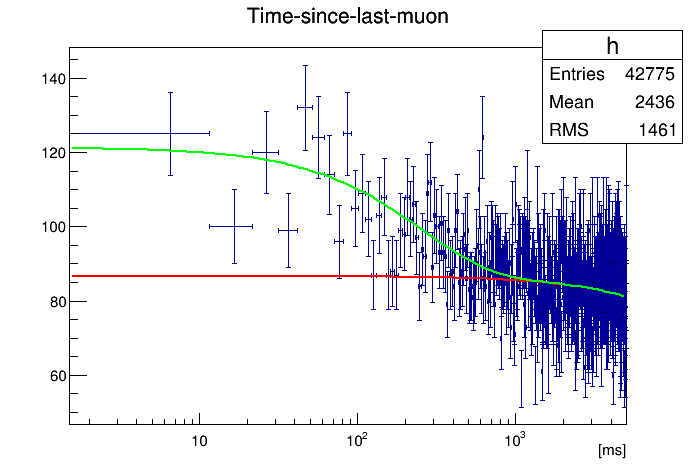 Time-since-last-muon
h
Entries 42775
Mean 2436
RMS 1461
140
120
100
80
60
10
10²
10³
[ms]